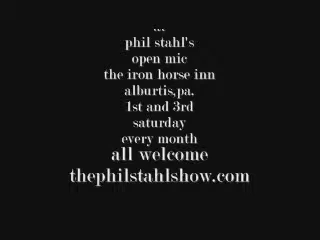 phil stahl's
open mic
the iron horse inn
alburtis,pa.
1st and 3rd
saturday
every month
all welcome
thephilstahlshow.com